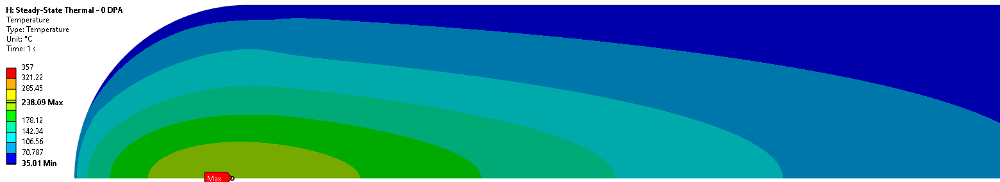 H: Steady-State Thermal - 0 DPA
Temperature
Type: Temperature
Unit: °C
Time: 1 s
357
321.22
285.45
238.09 Max
178.12
142.34
106.56
70.787
35.01 Min
Max